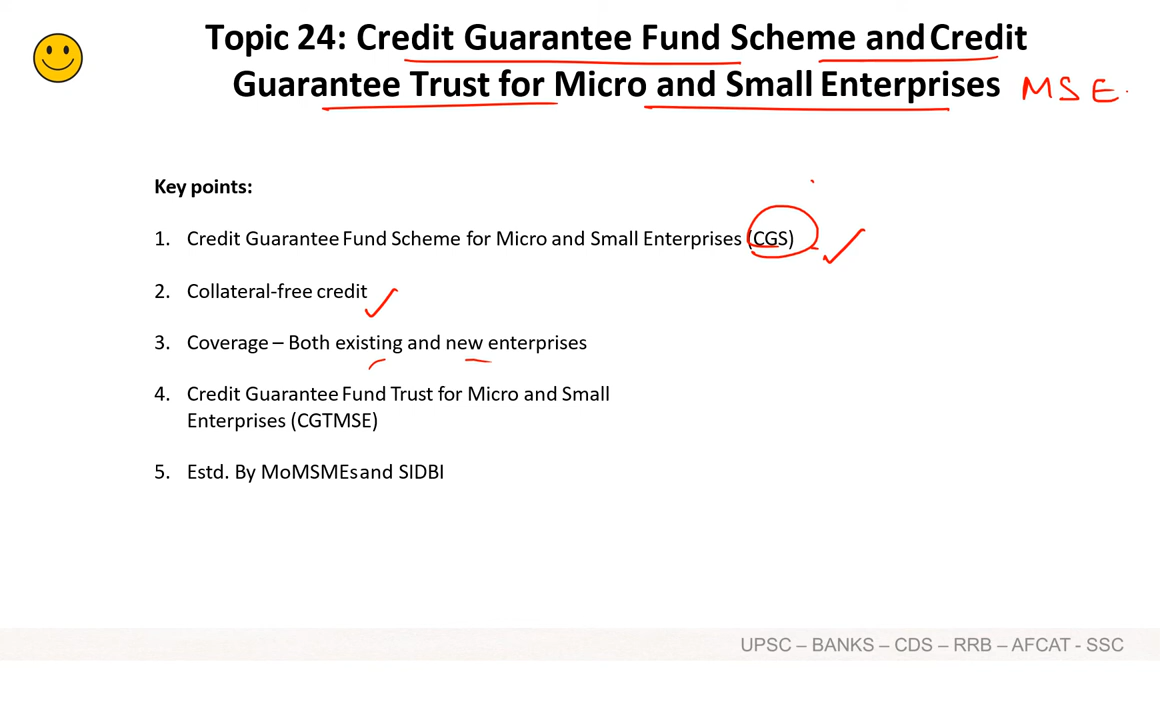 Topic 24: Credit Guarantee Fund Scheme and Credit
Guarantee Trust for Micro and Small Enterprises MSE.
Key points:
1. Credit Guarantee Fund Scheme for Micro and Small Enterprises (CGS)
2. Collateral-free credit
3. Coverage – Both existing and new enterprises
4. Credit Guarantee Fund Trust for Micro and Small
Enterprises (CGTMSE)
5. Estd. By MoMSMEs and SIDBI
UPSC – BANKS – CDS – RRB – AFCAT - SSC